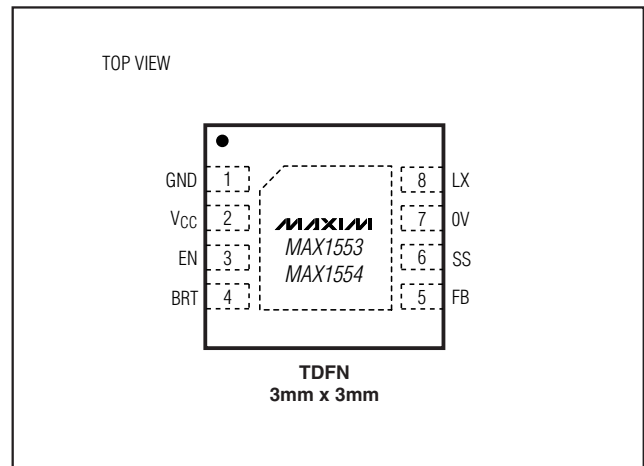 TOP VIEW
GND 1
VCC 2
EN 3
BRT 4
8 LX
7 0V
6 SS
5 FB
MAXIM
MAX1553
MAX1554
TDFN
3mm x 3mm